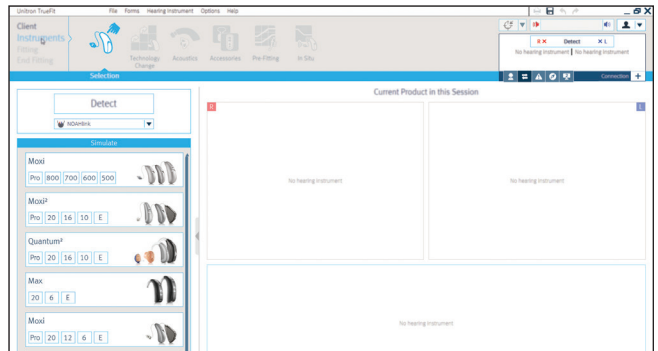 Unitron TrueFit File Forms Hearing Instrument Options Help
Client
Instruments
Fitting
End Fitting
Technology Change Acoustics Accessories Pre-Fitting In Situ
Selection
R X Detect X L
No hearing instrument No hearing instrument
Connection +
Detect
NOAHlink
Simulate
Moxi
Pro 800 700 600 500
Moxi²
Pro 20 16 10 E
Quantum²
Pro 20 16 10 E
Max
20 6 E
Moxi
Pro 20 12 6 E
Current Product in this Session
R L
No hearing instrument No hearing instrument
No hearing instrument